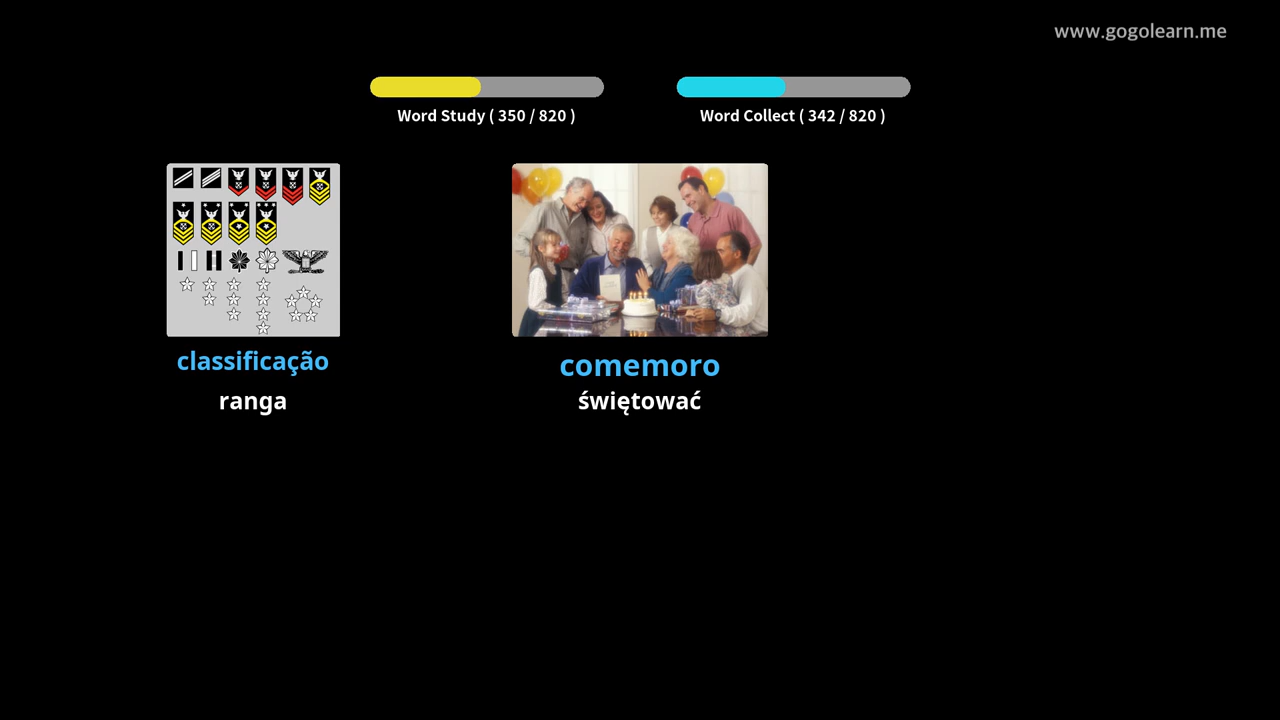 www.gogolearn.me
Word Study ( 350 / 820 )
Word Collect ( 342 / 820 )
classificação
ranga
comemoro
świętować